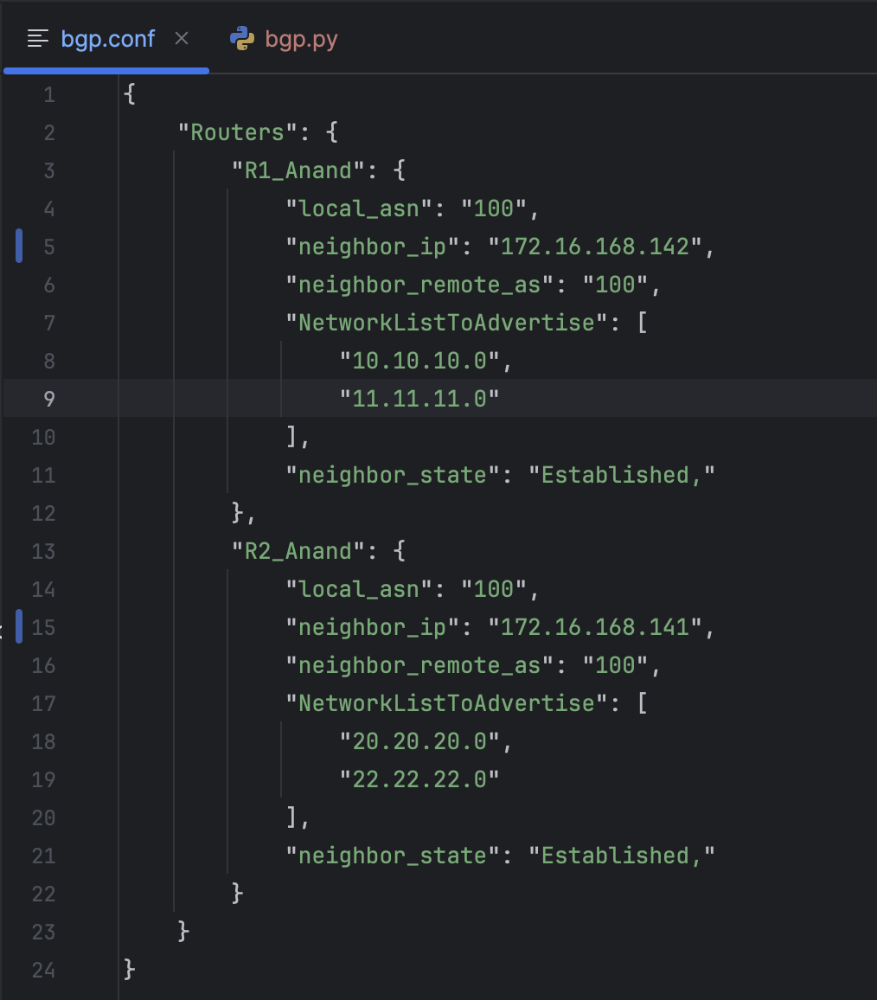 bgp.conf × bgp.py
1 {
2 "Routers": {
3 "R1_Anand": {
4 "local_asn": "100",
5 "neighbor_ip": "172.16.168.142",
6 "neighbor_remote_as": "100",
7 "NetworkListToAdvertise": [
8 "10.10.10.0",
9 "11.11.11.0"
10 ],
11 "neighbor_state": "Established,"
12 },
13 "R2_Anand": {
14 "local_asn": "100",
15 "neighbor_ip": "172.16.168.141",
16 "neighbor_remote_as": "100",
17 "NetworkListToAdvertise": [
18 "20.20.20.0",
19 "22.22.22.0"
20 ],
21 "neighbor_state": "Established,"
22 }
23 }
24 }